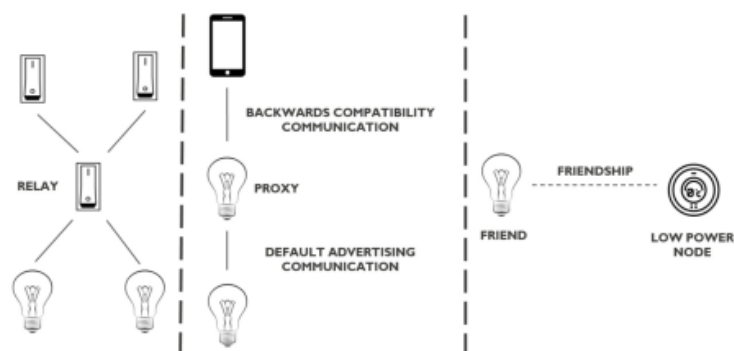 BACKWARDS COMPATIBILITY
COMMUNICATION
RELAY
PROXY
DEFAULT ADVERTISING
COMMUNICATION
FRIENDSHIP
FRIEND
LOW POWER
NODE